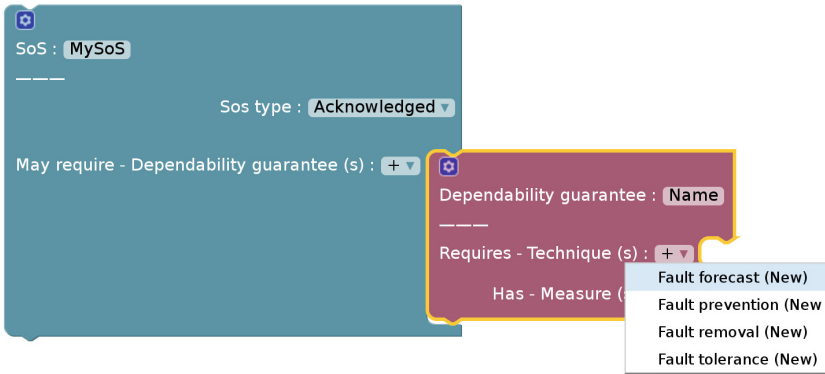 SoS : MySoS
———
Sos type : Acknowledged ▾
May require - Dependability guarantee (s) : + ▾
Dependability guarantee : Name
———
Requires - Technique (s) : + ▾
Has - Measure (s
Fault forecast (New)
Fault prevention (New
Fault removal (New)
Fault tolerance (New)